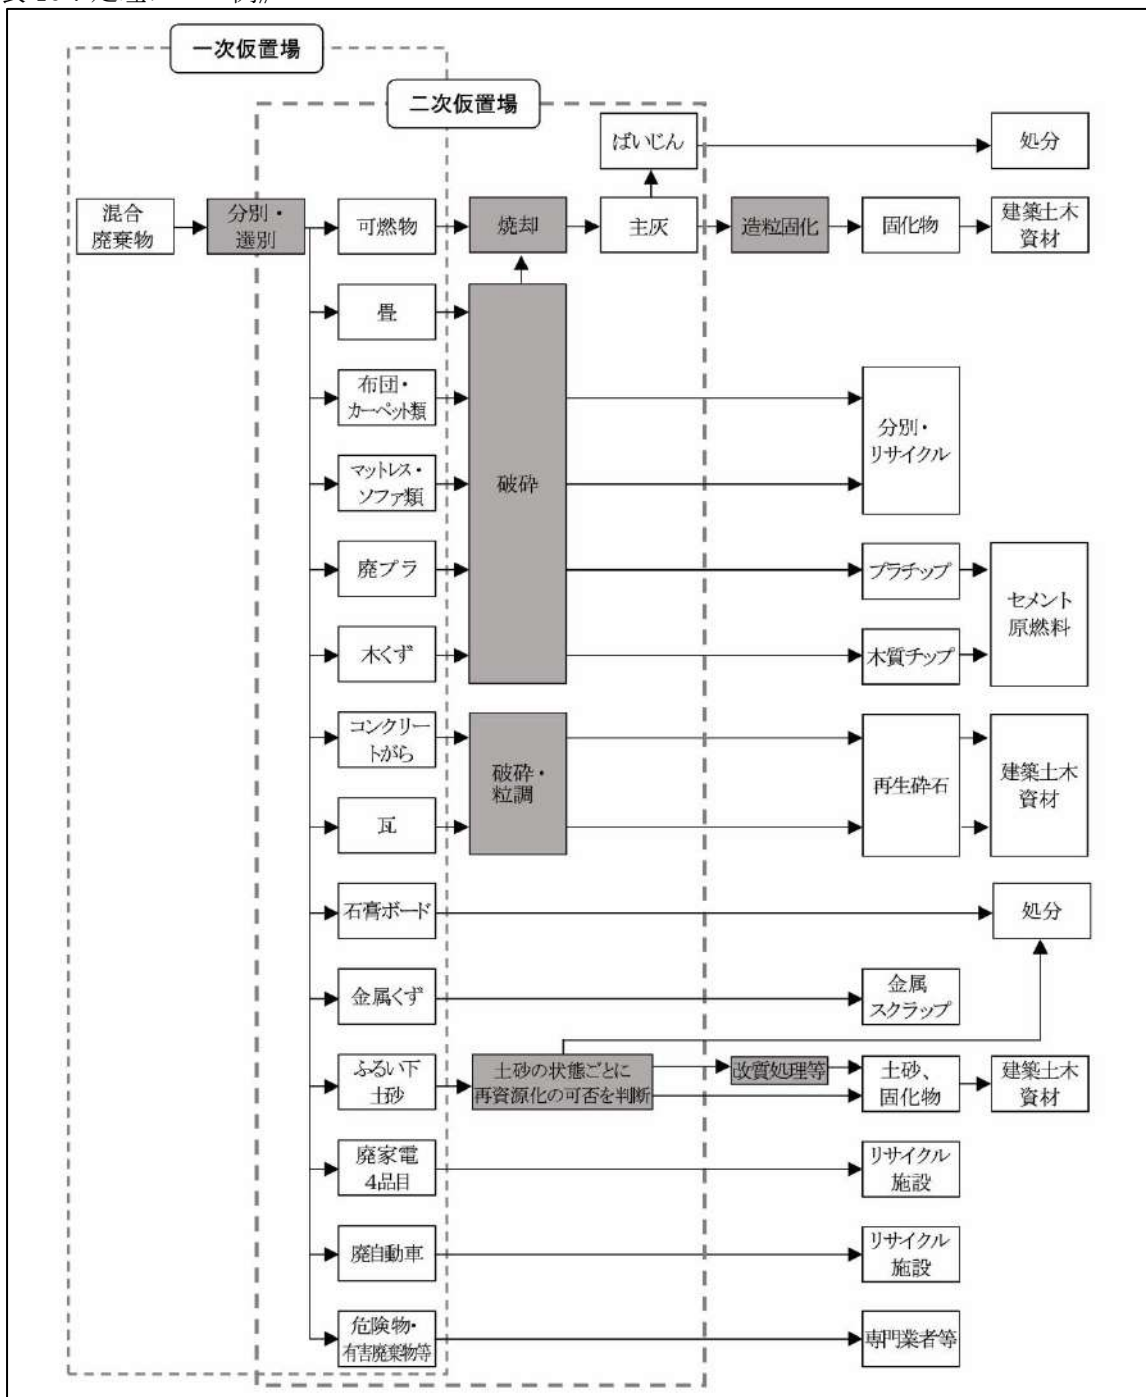 一次仮置場
二次仮置場
ばいじん
処分
混合
廃棄物
分別・
選別
可燃物
焼却
主灰
造粒固化
固化物
建築土木
資材
畳
布団・
カーペット類
マットレス・
ソファ類
廃プラ
木くず
破砕
分別・
リサイクル
プラチップ
木質チップ
セメント
原燃料
コンクリー
トがら
瓦
破砕・
粒調
再生砕石
建築土木
資材
石膏ボード
処分
金属くず
金属
スクラップ
ふるい下
土砂
土砂の状態ごとに
再資源化の可否を判断
改質処理等
土砂、
固化物
建築土木
資材
廃家電
4品目
リサイクル
施設
廃自動車
リサイクル
施設
危険物・
有害廃棄物等
専門業者等